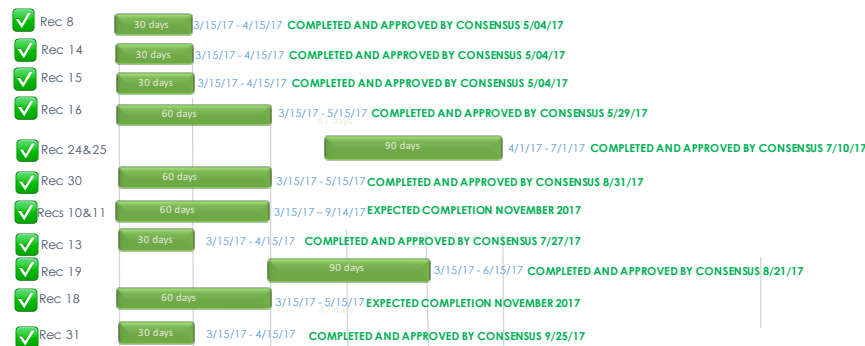 Rec 8 30 days 3/15/17 - 4/15/17 COMPLETED AND APPROVED BY CONSENSUS 5/04/17
Rec 14 30 days 3/15/17 - 4/15/17 COMPLETED AND APPROVED BY CONSENSUS 5/04/17
Rec 15 30 days 3/15/17 - 4/15/17 COMPLETED AND APPROVED BY CONSENSUS 5/04/17
Rec 16 60 days 3/15/17 - 5/15/17 COMPLETED AND APPROVED BY CONSENSUS 5/29/17
47 days
Rec 24&25 90 days 4/1/17 - 7/1/17 COMPLETED AND APPROVED BY CONSENSUS 7/10/17
Rec 30 60 days 3/15/17 - 5/15/17 COMPLETED AND APPROVED BY CONSENSUS 8/31/17
Recs 10&11 60 days 3/15/17 – 9/14/17 EXPECTED COMPLETION NOVEMBER 2017
Rec 13 30 days 3/15/17 - 4/15/17 COMPLETED AND APPROVED BY CONSENSUS 7/27/17
Rec 19 90 days 3/15/17 - 6/15/17 COMPLETED AND APPROVED BY CONSENSUS 8/21/17
Rec 18 60 days 3/15/17 - 5/15/17 EXPECTED COMPLETION NOVEMBER 2017
47 days
Rec 31 30 days 3/15/17 - 4/15/17 COMPLETED AND APPROVED BY CONSENSUS 9/25/17